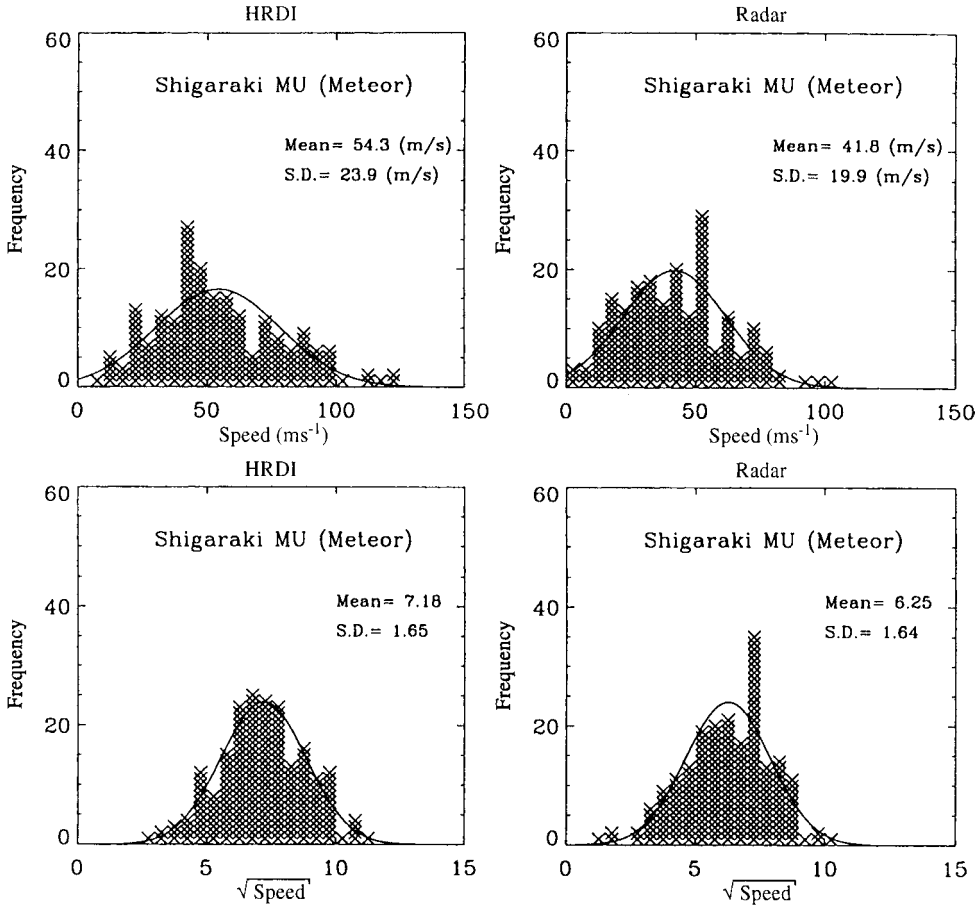 HRDI
60
40
20
0
Frequency
Shigaraki MU (Meteor)
Mean= 54.3 (m/s)
S.D.= 23.9 (m/s)
0 50 100 150
Speed (ms⁻¹)
Radar
60
40
20
0
Frequency
Shigaraki MU (Meteor)
Mean= 41.8 (m/s)
S.D.= 19.9 (m/s)
0 50 100 150
Speed (ms⁻¹)
HRDI
60
40
20
0
Frequency
Shigaraki MU (Meteor)
Mean= 7.18
S.D.= 1.65
0 5 10 15
√Speed
Radar
60
40
20
0
Frequency
Shigaraki MU (Meteor)
Mean= 6.25
S.D.= 1.64
0 5 10 15
√Speed